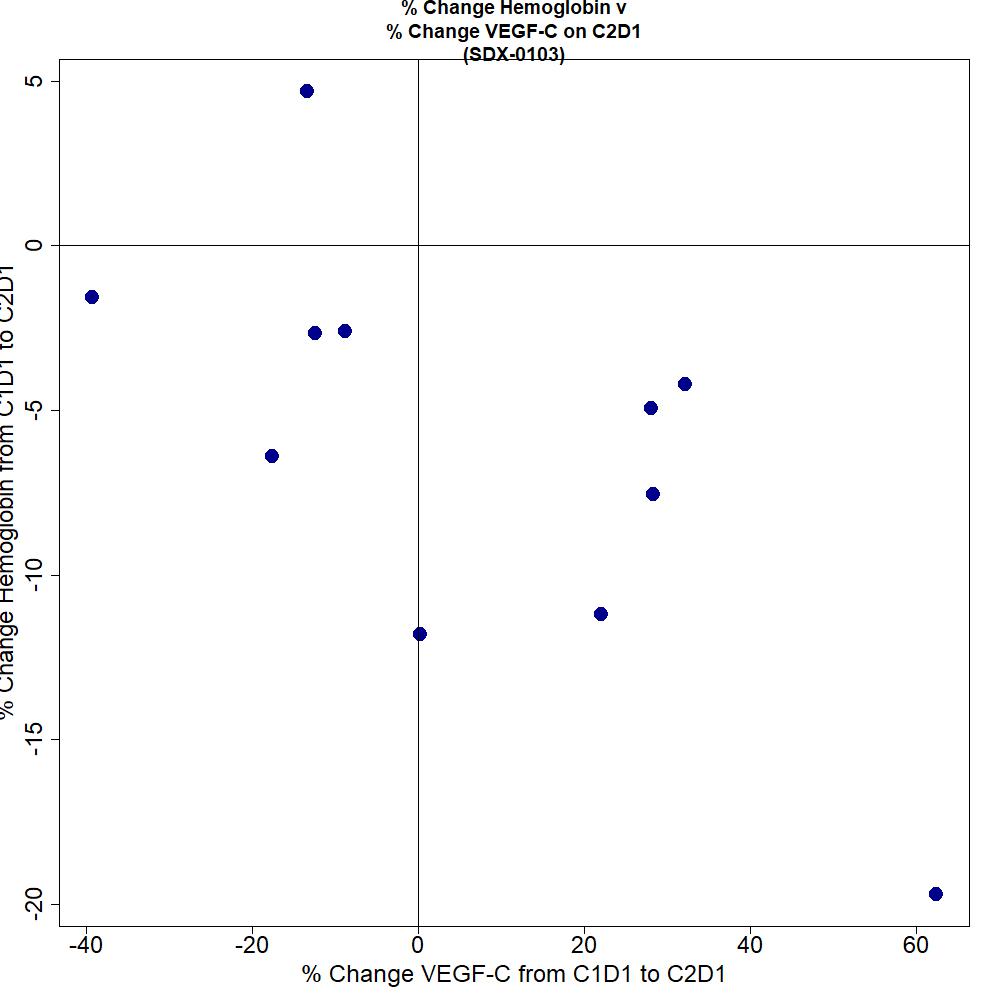 % Change Hemoglobin v
% Change VEGF-C on C2D1
(SDX-0103)
% Change Hemoglobin from C1D1 to C2D1
5
0
-5
-10
-15
-20
-40
-20
0
20
40
60
% Change VEGF-C from C1D1 to C2D1